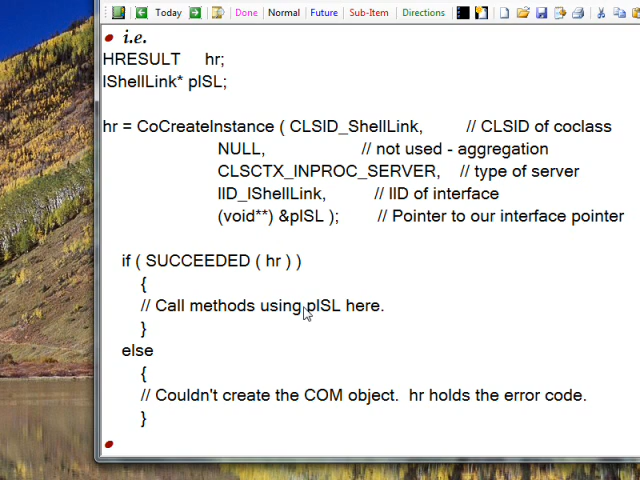 Today Done Normal Future Sub-Item Directions
i.e.
HRESULT hr;
IShellLink* pISL;
hr = CoCreateInstance ( CLSID_ShellLink, // CLSID of coclass
NULL, // not used - aggregation
CLSCTX_INPROC_SERVER, // type of server
IID_IShellLink, // IID of interface
(void**) &pISL ); // Pointer to our interface pointer
if ( SUCCEEDED ( hr ) )
{
// Call methods using pISL here.
}
else
{
// Couldn't create the COM object. hr holds the error code.
}